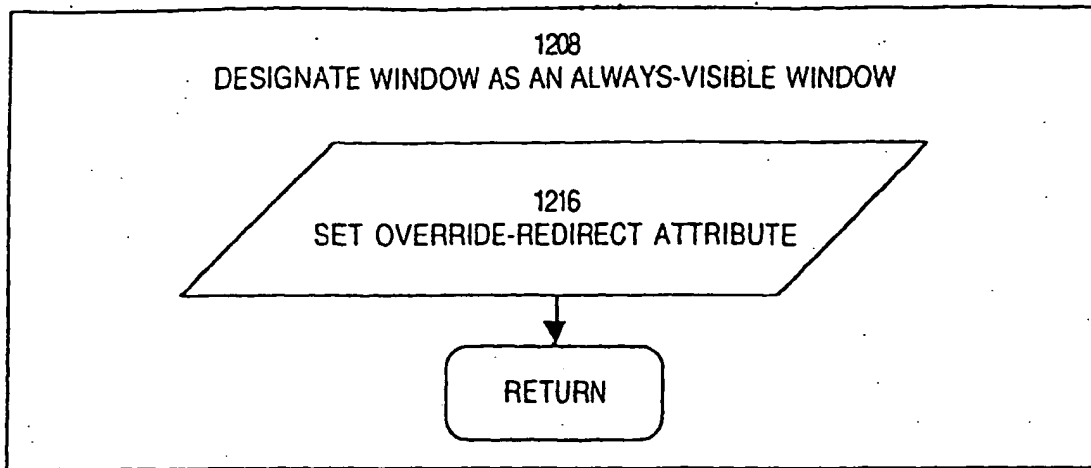 1208
DESIGNATE WINDOW AS AN ALWAYS-VISIBLE WINDOW
1216
SET OVERRIDE-REDIRECT ATTRIBUTE
RETURN